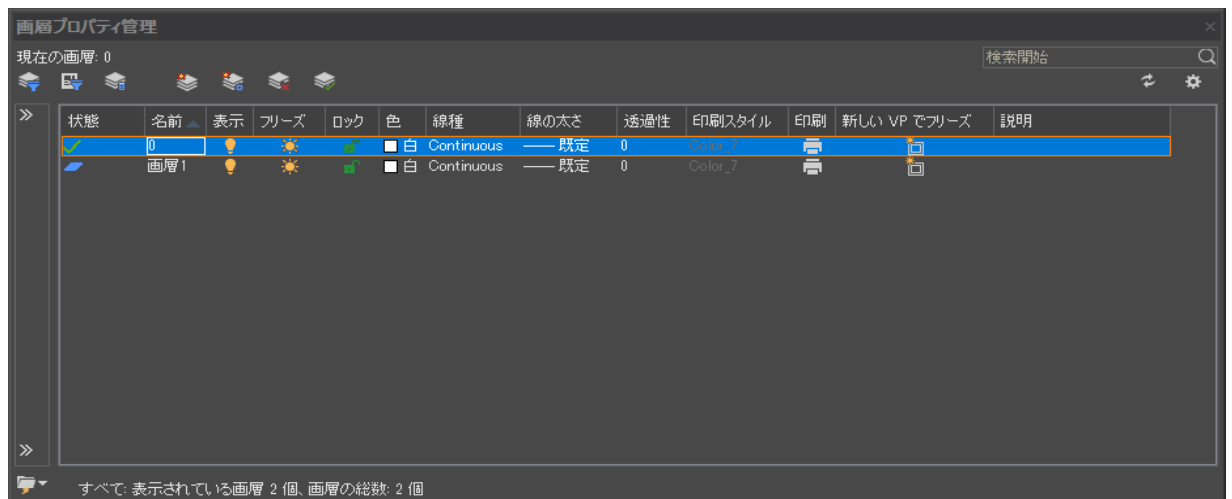 画層プロパティ管理
現在の画層: 0
検索開始
状態 名前 表示 フリーズ ロック 色 線種 線の太さ 透過性 印刷スタイル 印刷 新しい VP でフリーズ 説明
0 白 Continuous 既定 0 Color_7
画層1 白 Continuous 既定 0 Color_7
すべて: 表示されている画層 2 個、画層の総数: 2 個